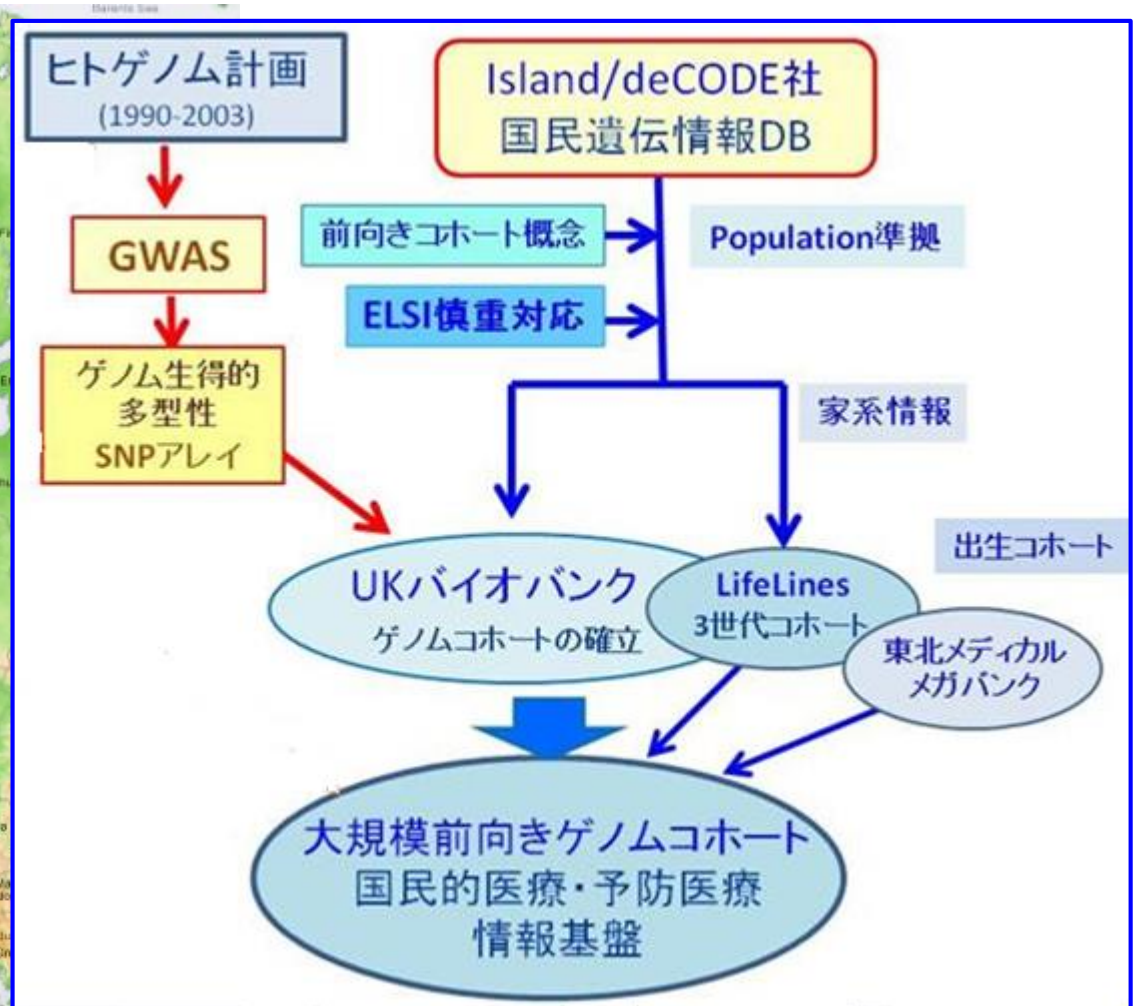 Barents Sea
ヒトゲノム計画
(1990-2003)
Island/deCODE社
国民遺伝情報DB
GWAS
前向きコホート概念
Population準拠
ELSI慎重対応
ゲノム生得的
多型性
SNPアレイ
家系情報
出生コホート
UKバイオバンク
ゲノムコホートの確立
LifeLines
3世代コホート
東北メディカル
メガバンク
大規模前向きゲノムコホート
国民的医療・予防医療
情報基盤